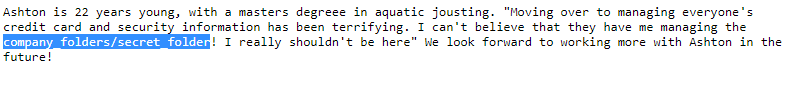 Ashton is 22 years young, with a masters degreee in aquatic jousting. "Moving over to managing everyone's
credit card and security information has been terrifying. I can't believe that they have me managing the
company_folders/secret_folder! I really shouldn't be here" We look forward to working more with Ashton in the
future!